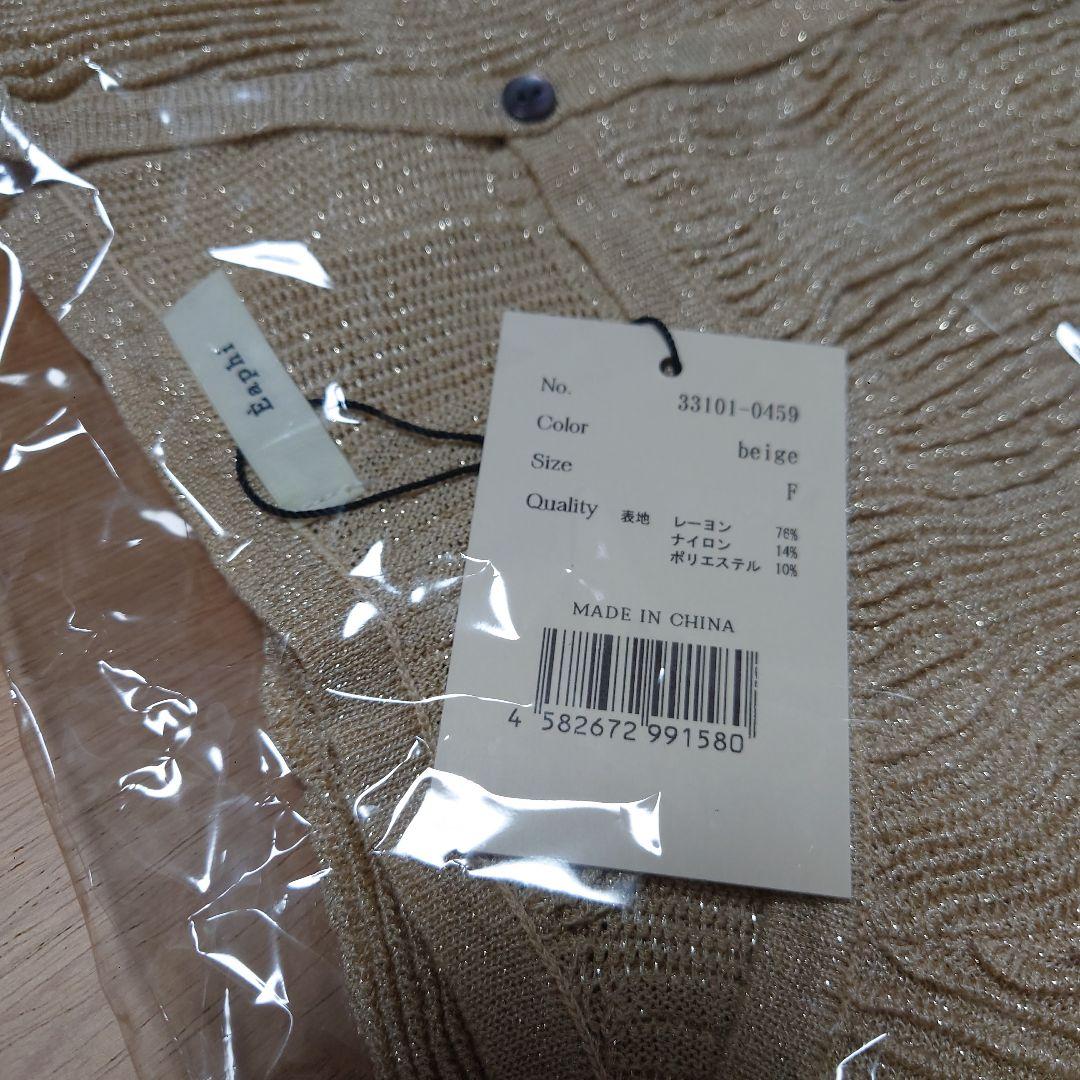 Éaphi
No. 33101-0459
Color beige
Size F
Quality 表地 レーヨン 76%
ナイロン 14%
ポリエステル 10%
MADE IN CHINA
4 582672 991580